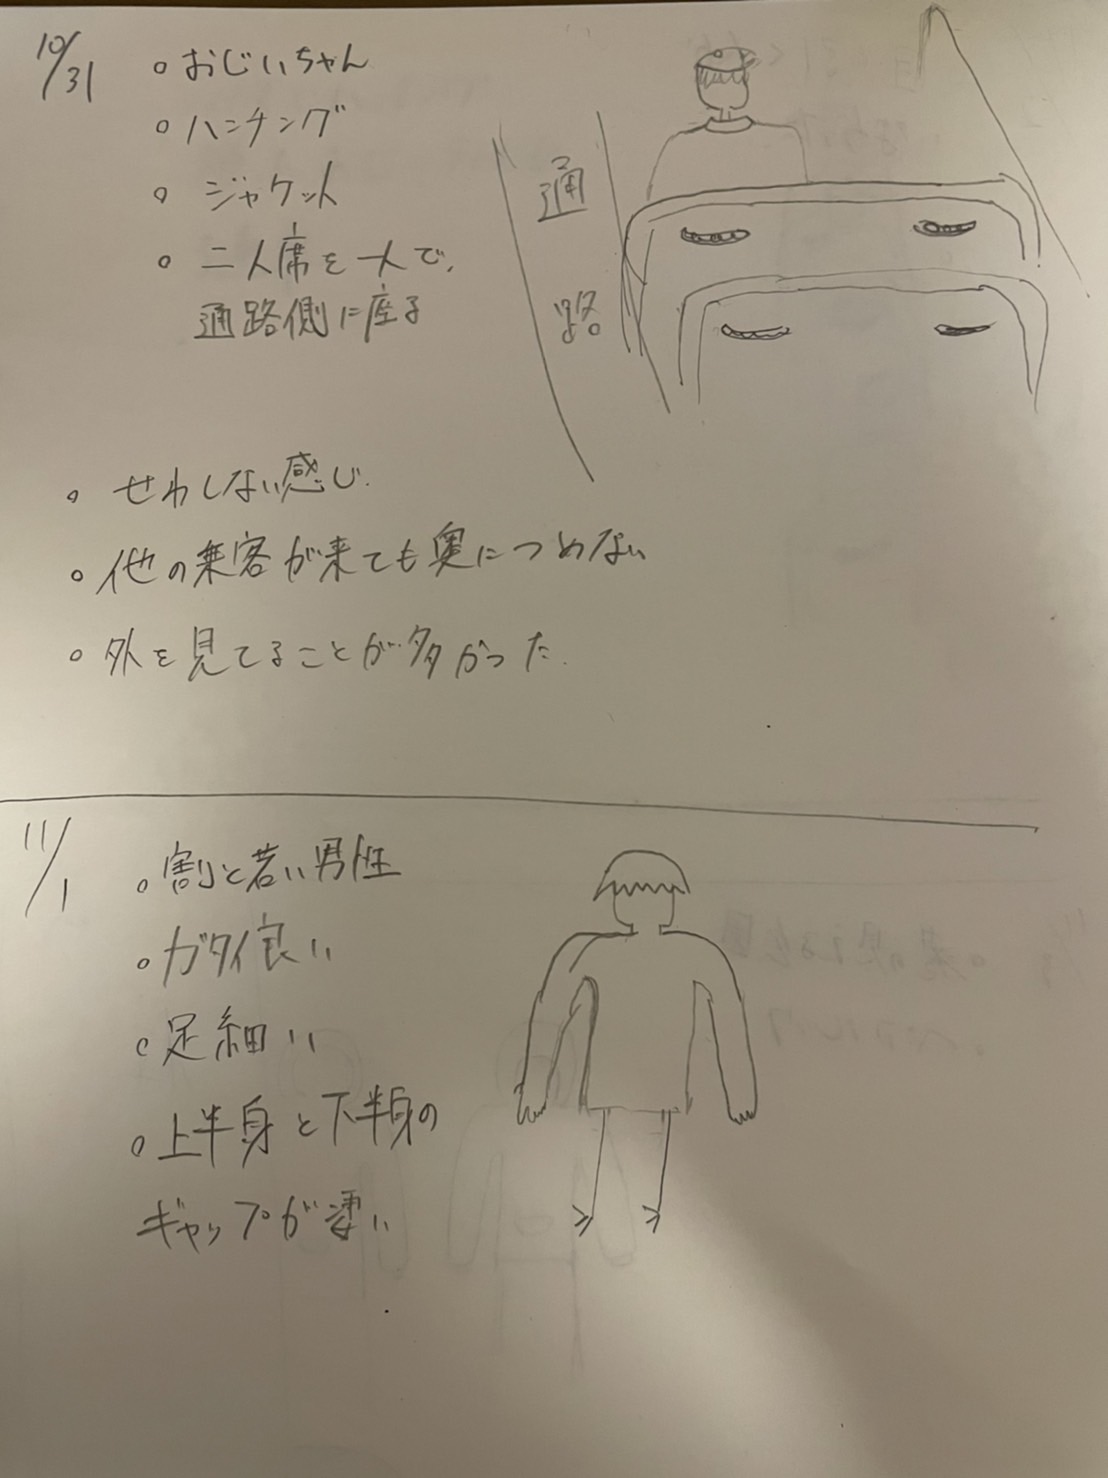 10/31
○ おじいちゃん
○ ハンチング
○ ジャケット
○ 二人席を一人で、
通路側に座る
通
路
○ せわしない感じ.
○ 他の乗客が来ても奥につめない
○ 外を見てることが多かった.
11/1
○ 割と若い男性
○ ガタイ良い
○ 足細い
○ 上半身と下半身の
ギャップが凄い